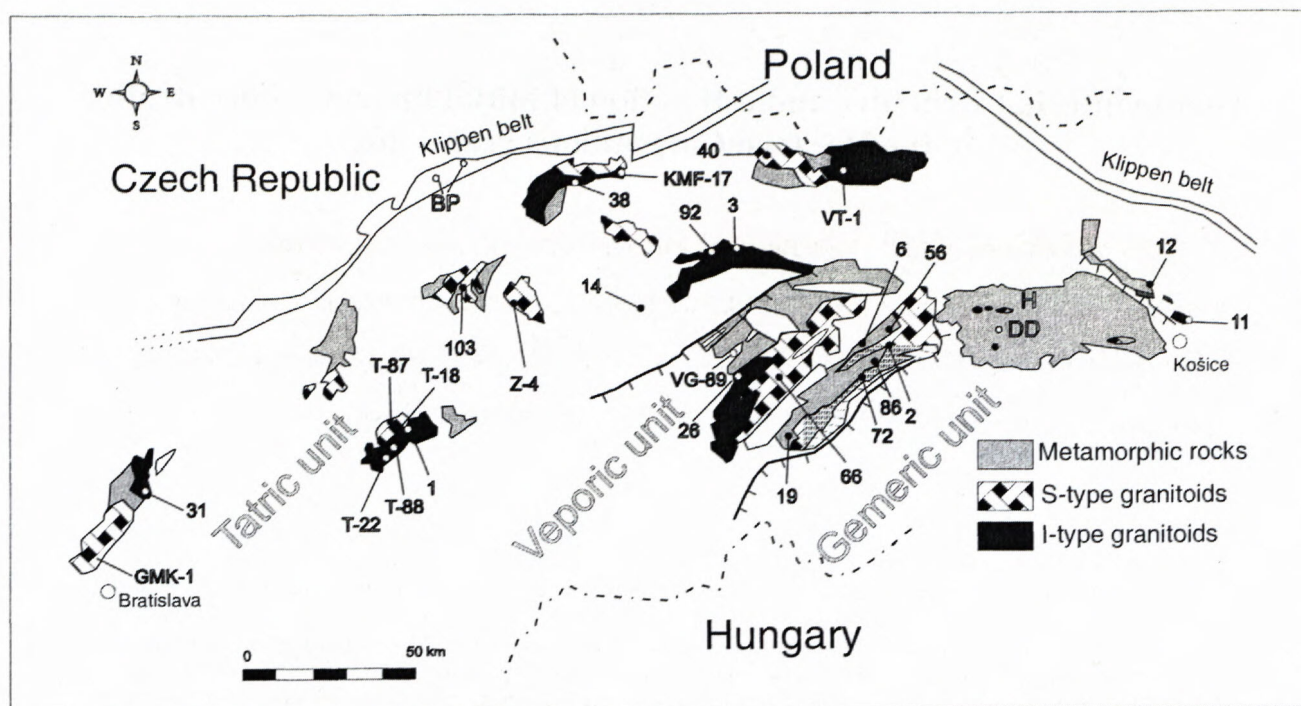 N
W E
S
Poland
Czech Republic
Klippen belt
Klippen belt
BP
40
KMF-17
38
VT-1
92
3
6
56
12
14
H
DD
11
Košice
103
Z-4
T-87
T-18
VG-89
26
86
2
72
66
19
31
T-22
T-88
1
Tatric unit
Veporic unit
Gemeric unit
Metamorphic rocks
S-type granitoids
I-type granitoids
GMK-1
Bratislava
Hungary
0 50 km